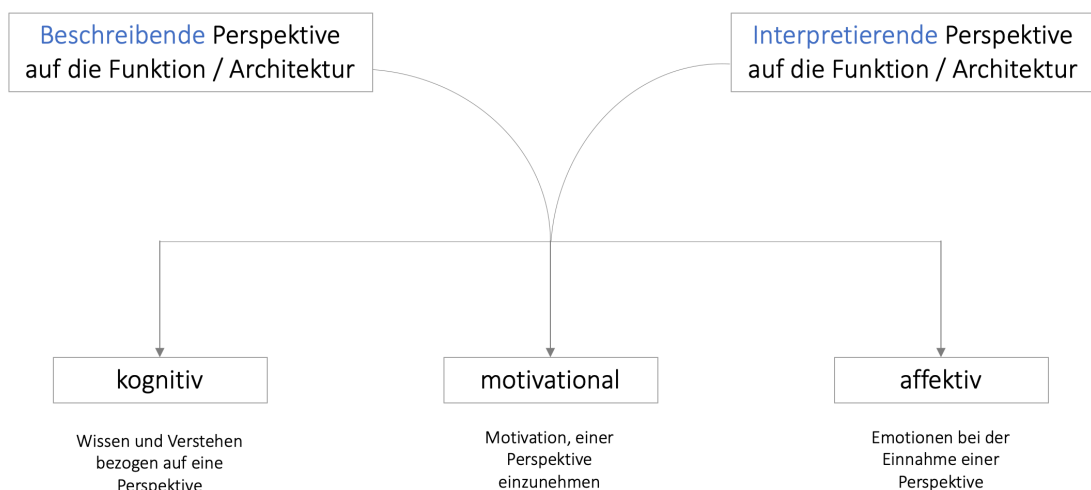 Beschreibende Perspektive
auf die Funktion / Architektur
Interpretierende Perspektive
auf die Funktion / Architektur
kognitiv
motivational
affektiv
Wissen und Verstehen
bezogen auf eine
Perspektive
Motivation, einer
Perspektive
einzunehmen
Emotionen bei der
Einnahme einer
Perspektive